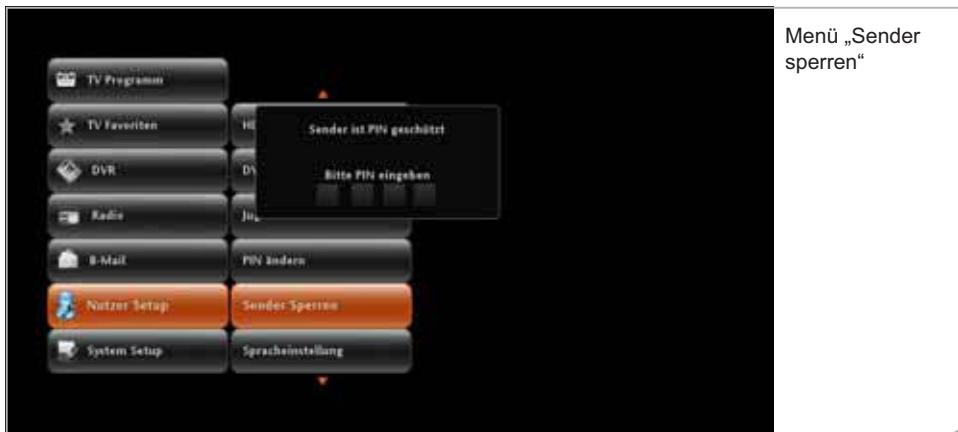 Menü „Sender
sperren“
TV Programm
TV Favoriten
DVR
Radio
B-Mail
Nutzer Setup
System Setup
PIN ändern
Sender Sperren
Spracheinstellung
Sender ist PIN geschützt
Bitte PIN eingeben